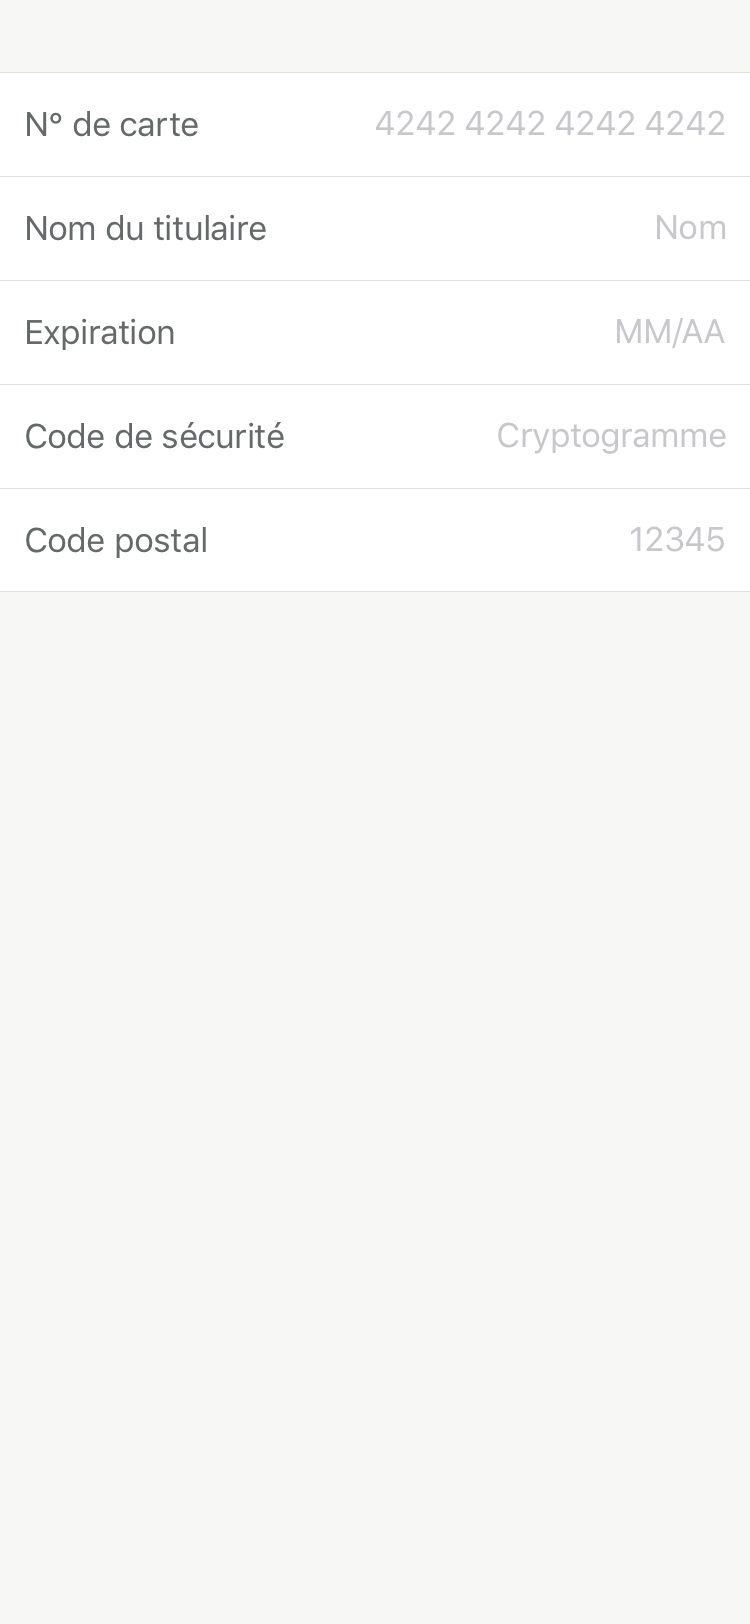 N° de carte 4242 4242 4242 4242
Nom du titulaire Nom
Expiration MM/AA
Code de sécurité Cryptogramme
Code postal 12345